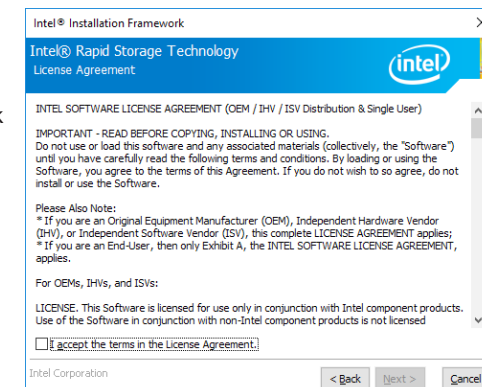 Intel® Installation Framework
Intel® Rapid Storage Technology
License Agreement
intel
INTEL SOFTWARE LICENSE AGREEMENT (OEM / IHV / ISV Distribution & Single User)
IMPORTANT - READ BEFORE COPYING, INSTALLING OR USING.
Do not use or load this software and any associated materials (collectively, the "Software")
until you have carefully read the following terms and conditions. By loading or using the
Software, you agree to the terms of this Agreement. If you do not wish to so agree, do not
install or use the Software.
Please Also Note:
* If you are an Original Equipment Manufacturer (OEM), Independent Hardware Vendor
(IHV), or Independent Software Vendor (ISV), this complete LICENSE AGREEMENT applies;
* If you are an End-User, then only Exhibit A, the INTEL SOFTWARE LICENSE AGREEMENT,
applies.
For OEMs, IHVs, and ISVs:
LICENSE. This Software is licensed for use only in conjunction with Intel component products.
Use of the Software in conjunction with non-Intel component products is not licensed
I accept the terms in the License Agreement.
Intel Corporation
< Back Next > Cancel